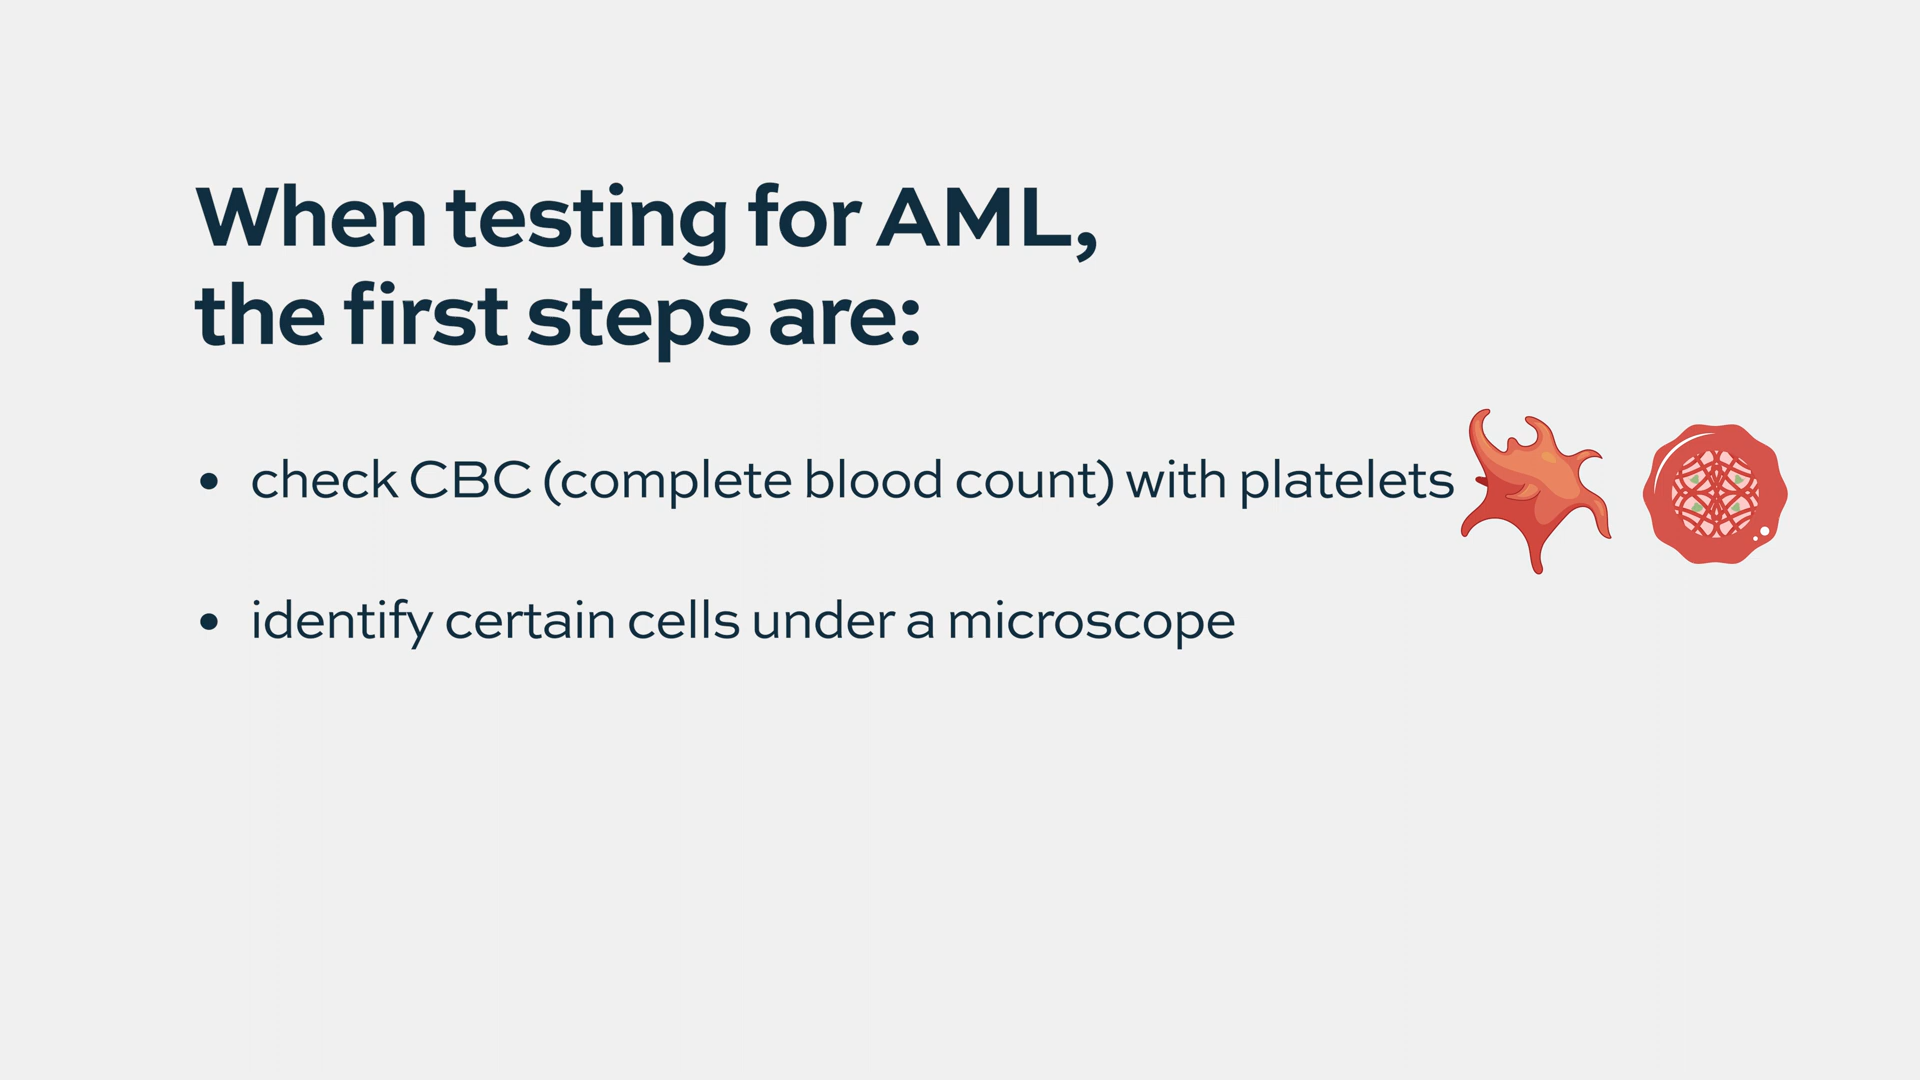 When testing for AML,
the first steps are:
• check CBC (complete blood count) with platelets
• identify certain cells under a microscope